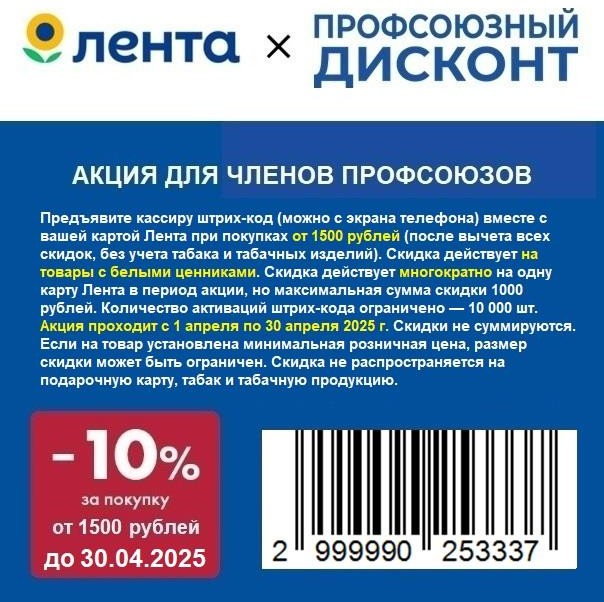 лента × ПРОФСОЮЗНЫЙ
ДИСКОНТ
АКЦИЯ ДЛЯ ЧЛЕНОВ ПРОФСОЮЗОВ
Предъявите кассиру штрих-код (можно с экрана телефона) вместе с
вашей картой Лента при покупках от 1500 рублей (после вычета всех
скидок, без учета табака и табачных изделий). Скидка действует на
товары с белыми ценниками. Скидка действует многократно на одну
карту Лента в период акции, но максимальная сумма скидки 1000
рублей. Количество активаций штрих-кода ограничено — 10 000 шт.
Акция проходит с 1 апреля по 30 апреля 2025 г. Скидки не суммируются.
Если на товар установлена минимальная розничная цена, размер
скидки может быть ограничен. Скидка не распространяется на
подарочную карту, табак и табачную продукцию.
-10%
за покупку
от 1500 рублей
до 30.04.2025
2 999990 253337